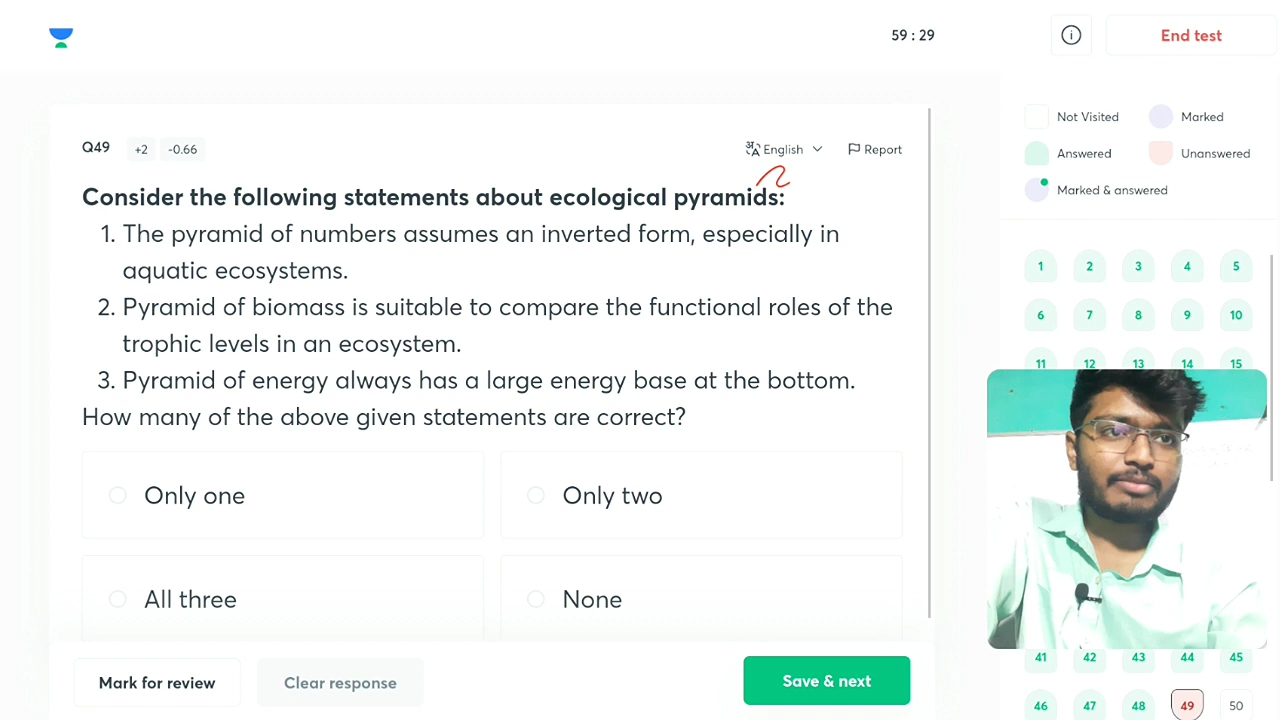 59 : 29
End test
Q49 +2 -0.66 English Report
Consider the following statements about ecological pyramids:
1. The pyramid of numbers assumes an inverted form, especially in
aquatic ecosystems.
2. Pyramid of biomass is suitable to compare the functional roles of the
trophic levels in an ecosystem.
3. Pyramid of energy always has a large energy base at the bottom.
How many of the above given statements are correct?
Only one
Only two
All three
None
Mark for review
Clear response
Save & next
Not Visited
Marked
Answered
Unanswered
Marked & answered
1 2 3 4 5
6 7 8 9 10
11 12 13 14 15
41 42 43 44 45
46 47 48 49 50